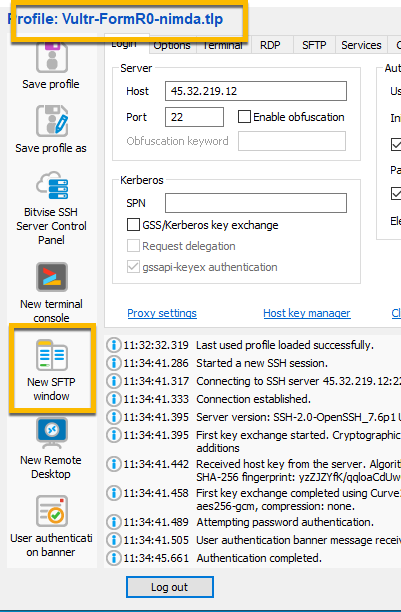 Profile: Vultr-FormR0-nimda.tlp
Login Options Terminal RDP SFTP Services
Save profile
Save profile as
Bitvise SSH
Server Control
Panel
New terminal
console
New SFTP
window
New Remote
Desktop
User authenticati
on banner
Server
Host 45.32.219.12
Port 22 Enable obfuscation
Obfuscation keyword
Kerberos
SPN
GSS/Kerberos key exchange
Request delegation
gssapi-keyex authentication
Proxy settings Host key manager
11:32:32.319 Last used profile loaded successfully.
11:34:41.286 Started a new SSH session.
11:34:41.317 Connecting to SSH server 45.32.219.12:22
11:34:41.333 Connection established.
11:34:41.395 Server version: SSH-2.0-OpenSSH_7.6p1 U
11:34:41.395 First key exchange started. Cryptographic
additions
11:34:41.442 Received host key from the server. Algorit
SHA-256 fingerprint: yzZJZYfK/qqloaCdUw
11:34:41.458 First key exchange completed using Curve
aes256-gcm, compression: none.
11:34:41.489 Attempting password authentication.
11:34:41.505 User authentication banner message recei
11:34:45.661 Authentication completed.
Log out